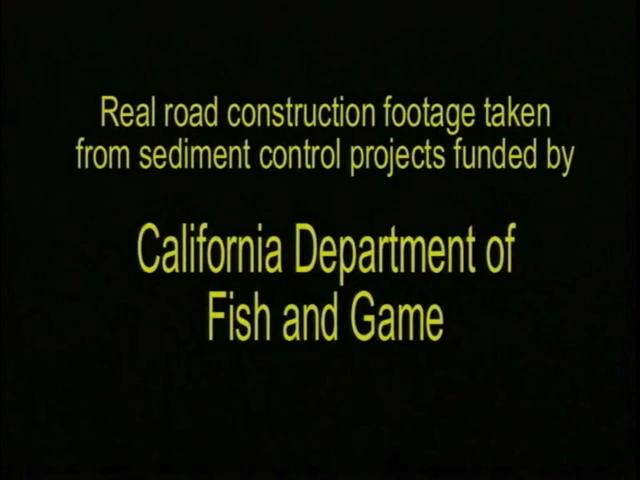 Real road construction footage taken
from sediment control projects funded by
California Department of
Fish and Game